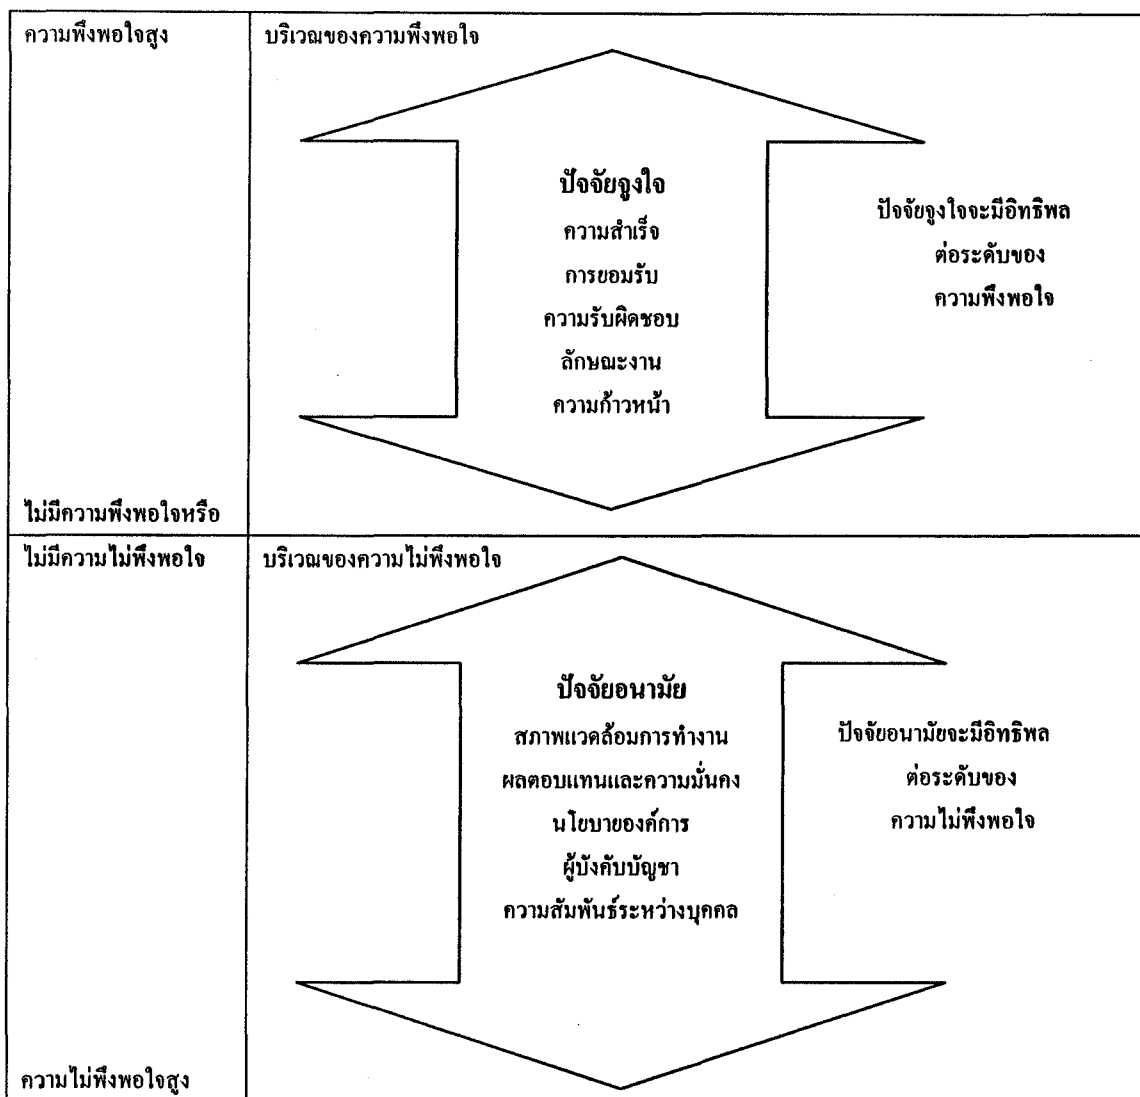 ความพึงพอใจสูง
บริเวณของความพึงพอใจ
ปัจจัยจูงใจ
ความสำเร็จ
การยอมรับ
ความรับผิดชอบ
ลักษณะงาน
ความก้าวหน้า
ปัจจัยจูงใจจะมีอิทธิพล
ต่อระดับของ
ความพึงพอใจ
ไม่มีความพึงพอใจหรือ
ไม่มีความไม่พึงพอใจ
บริเวณของความไม่พึงพอใจ
ปัจจัยอนามัย
สภาพแวดล้อมการทำงาน
ผลตอบแทนและความมั่นคง
นโยบายองค์การ
ผู้บังคับบัญชา
ความสัมพันธ์ระหว่างบุคคล
ปัจจัยอนามัยจะมีอิทธิพล
ต่อระดับของ
ความไม่พึงพอใจ
ความไม่พึงพอใจสูง